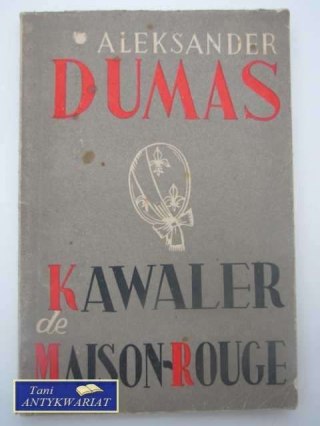 ALEKSANDER
DUMAS
KAWALER
de
MAISON-ROUGE
Tani
ANTYKWARIAT